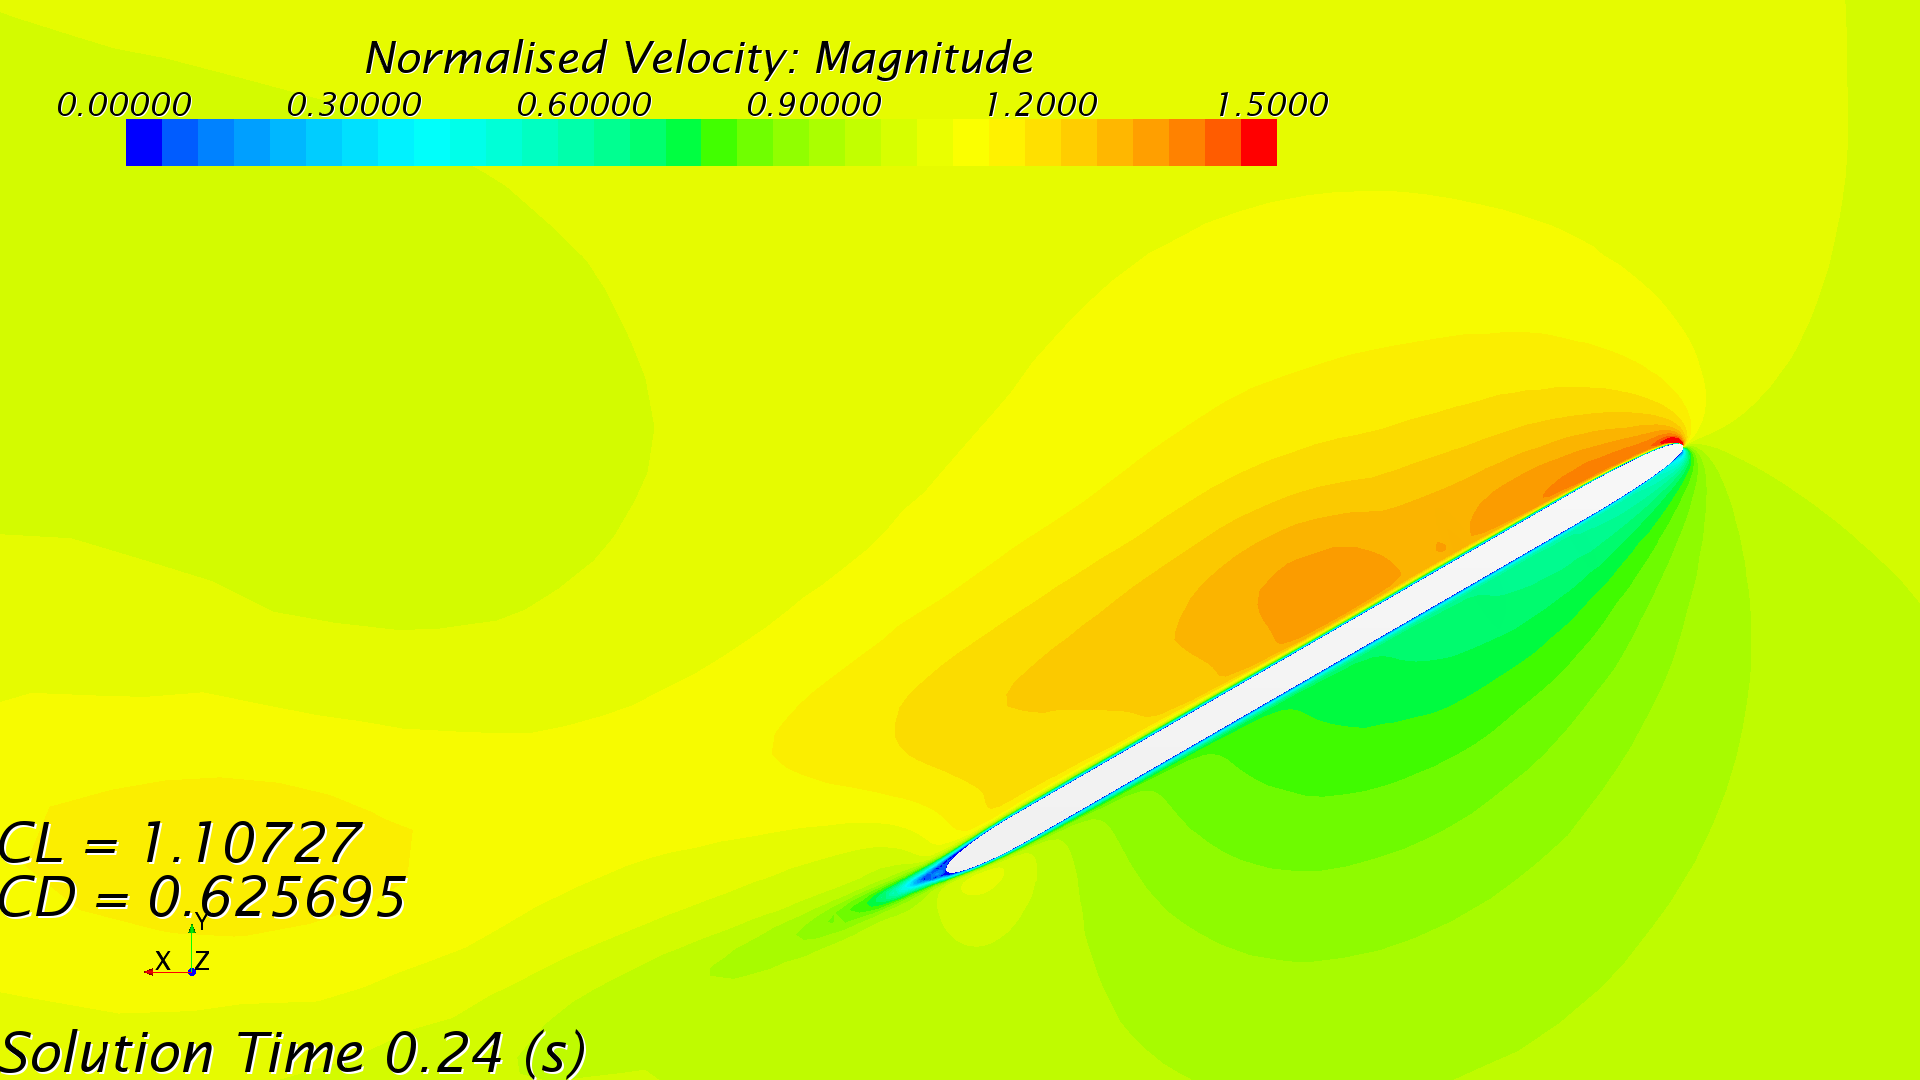 Normalised Velocity: Magnitude
0.00000 0.30000 0.60000 0.90000 1.2000 1.5000
CL = 1.10727
CD = 0.625695
Y
X Z
Solution Time 0.24 (s)